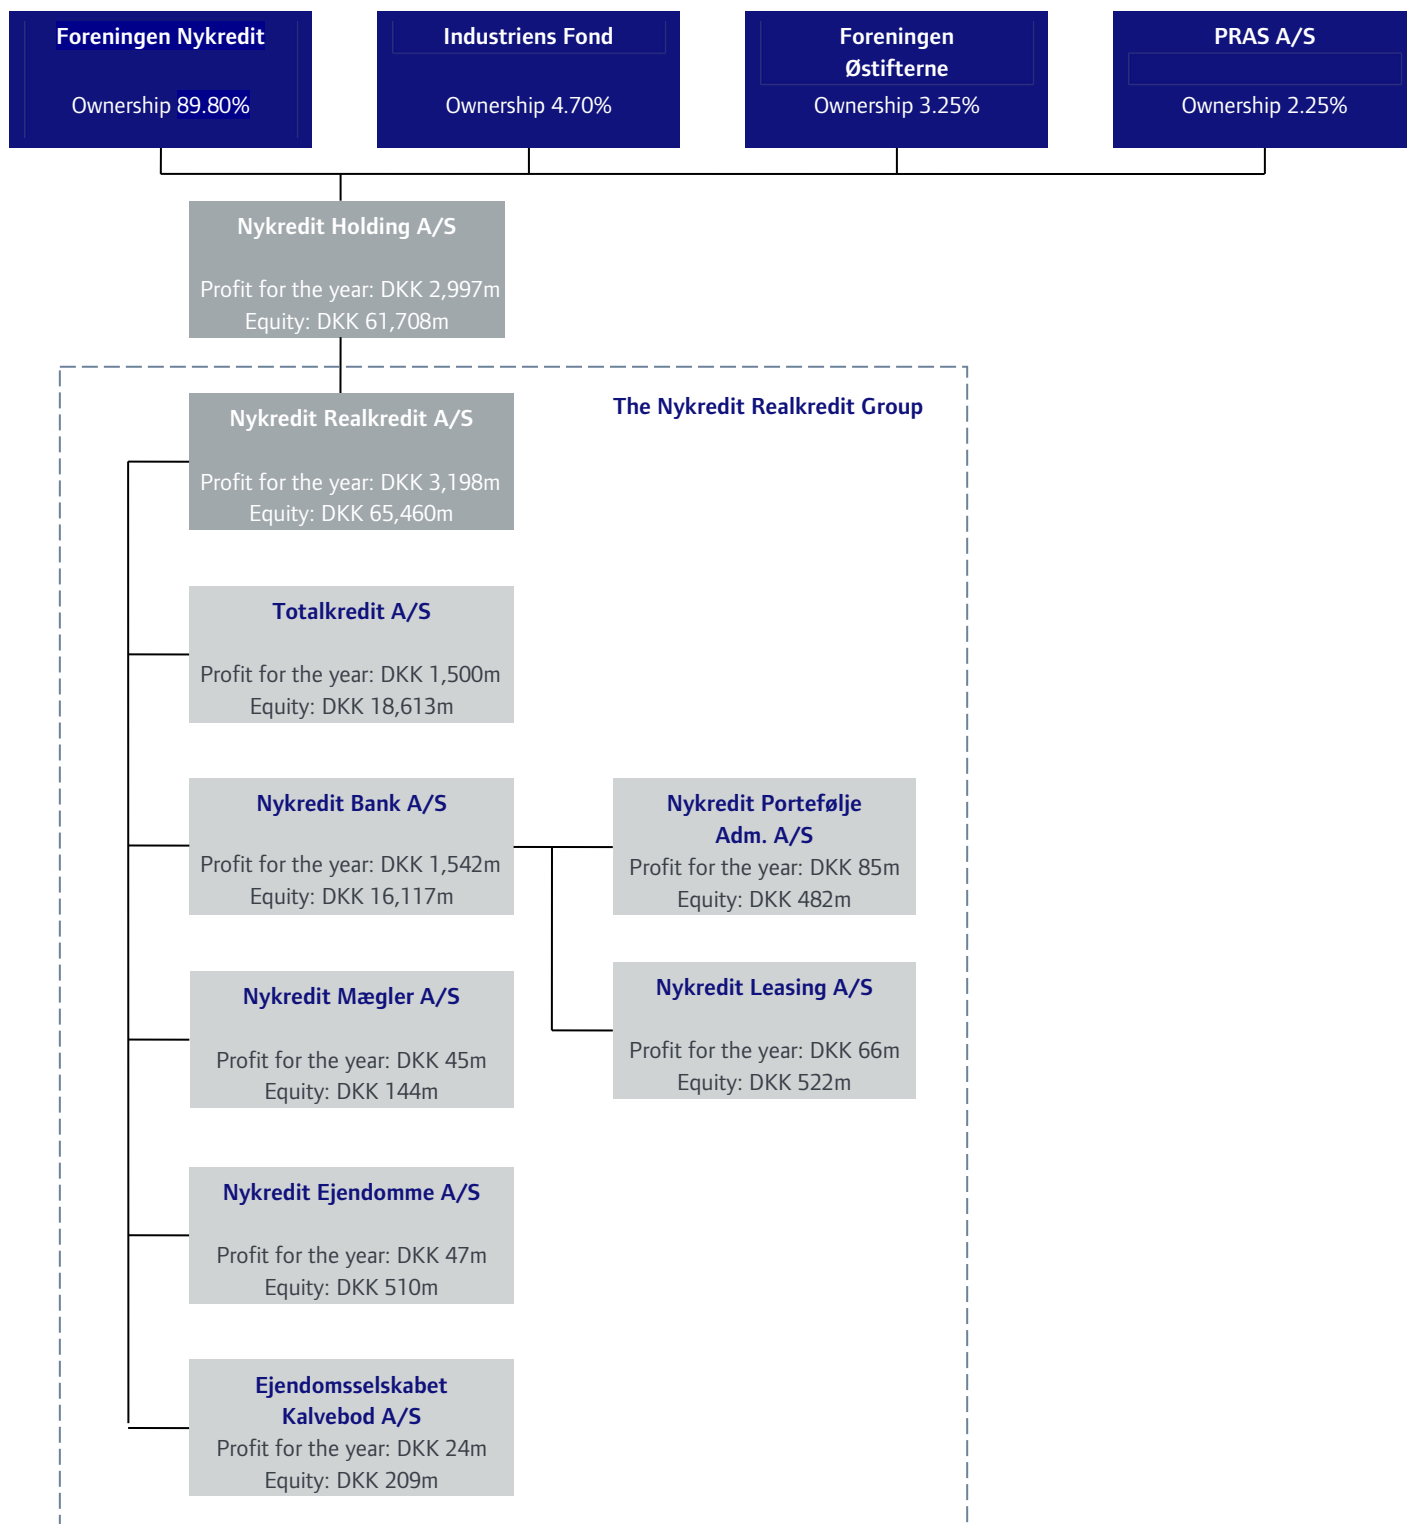 Foreningen Nykredit
Ownership 89.80%
Industriens Fond
Ownership 4.70%
Foreningen
Østifterne
Ownership 3.25%
PRAS A/S
Ownership 2.25%
Nykredit Holding A/S
Profit for the year: DKK 2,997m
Equity: DKK 61,708m
The Nykredit Realkredit Group
Nykredit Realkredit A/S
Profit for the year: DKK 3,198m
Equity: DKK 65,460m
Totalkredit A/S
Profit for the year: DKK 1,500m
Equity: DKK 18,613m
Nykredit Bank A/S
Profit for the year: DKK 1,542m
Equity: DKK 16,117m
Nykredit Portefølje
Adm. A/S
Profit for the year: DKK 85m
Equity: DKK 482m
Nykredit Mægler A/S
Profit for the year: DKK 45m
Equity: DKK 144m
Nykredit Leasing A/S
Profit for the year: DKK 66m
Equity: DKK 522m
Nykredit Ejendomme A/S
Profit for the year: DKK 47m
Equity: DKK 510m
Ejendomsselskabet
Kalvebod A/S
Profit for the year: DKK 24m
Equity: DKK 209m